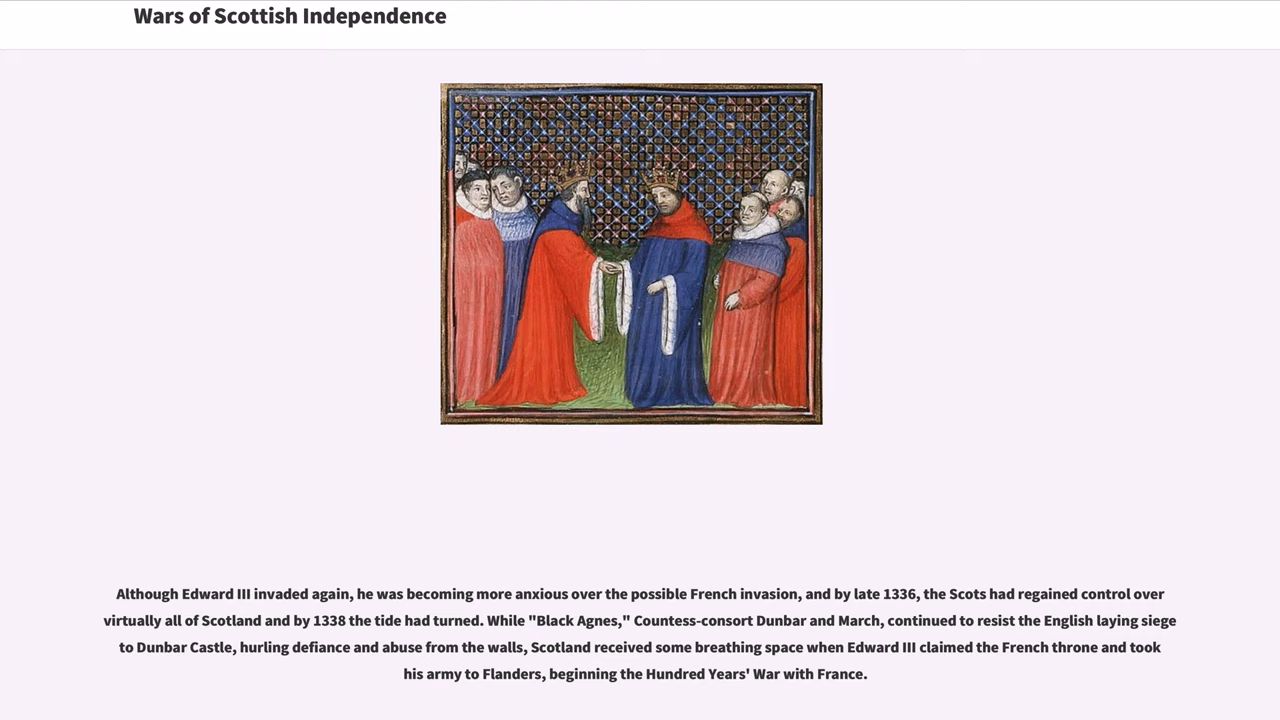 Wars of Scottish Independence
Although Edward III invaded again, he was becoming more anxious over the possible French invasion, and by late 1336, the Scots had regained control over
virtually all of Scotland and by 1338 the tide had turned. While "Black Agnes," Countess-consort Dunbar and March, continued to resist the English laying siege
to Dunbar Castle, hurling defiance and abuse from the walls, Scotland received some breathing space when Edward III claimed the French throne and took
his army to Flanders, beginning the Hundred Years' War with France.